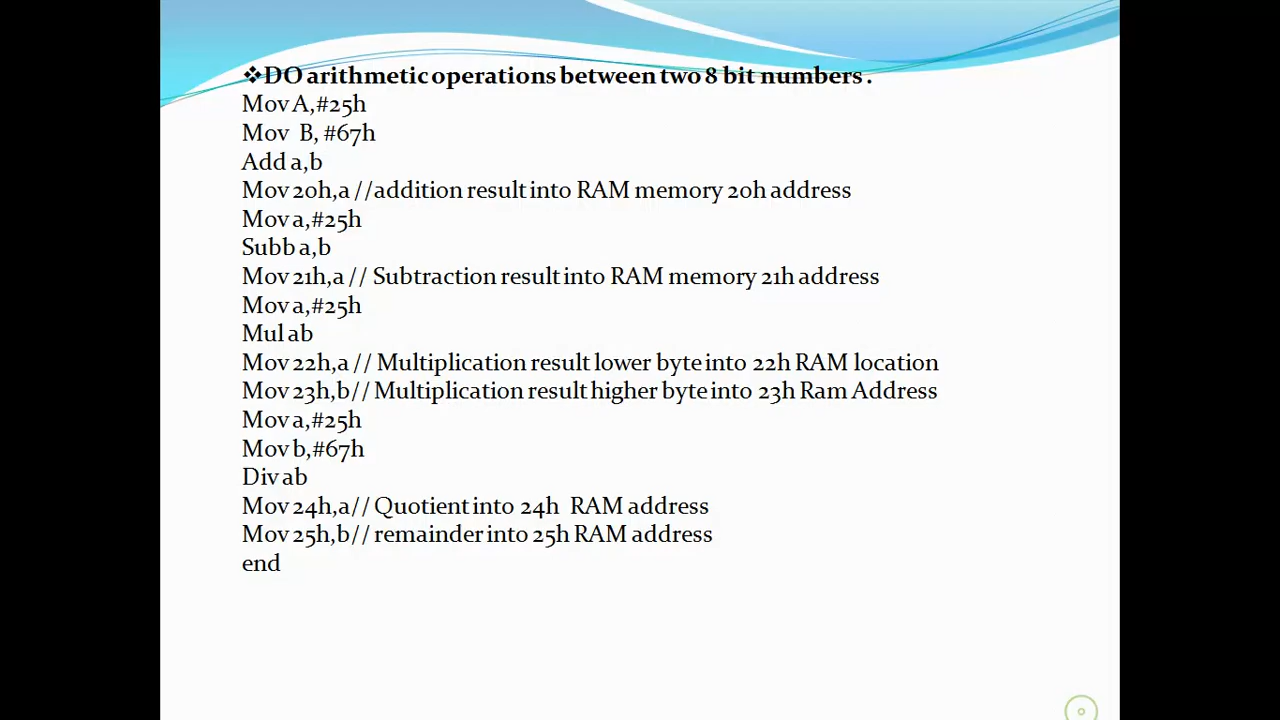 ❖DO arithmetic operations between two 8 bit numbers .
Mov A,#25h
Mov B, #67h
Add a,b
Mov 20h,a //addition result into RAM memory 20h address
Mov a,#25h
Subb a,b
Mov 21h,a // Subtraction result into RAM memory 21h address
Mov a,#25h
Mul ab
Mov 22h,a // Multiplication result lower byte into 22h RAM location
Mov 23h,b// Multiplication result higher byte into 23h Ram Address
Mov a,#25h
Mov b,#67h
Div ab
Mov 24h,a// Quotient into 24h RAM address
Mov 25h,b// remainder into 25h RAM address
end